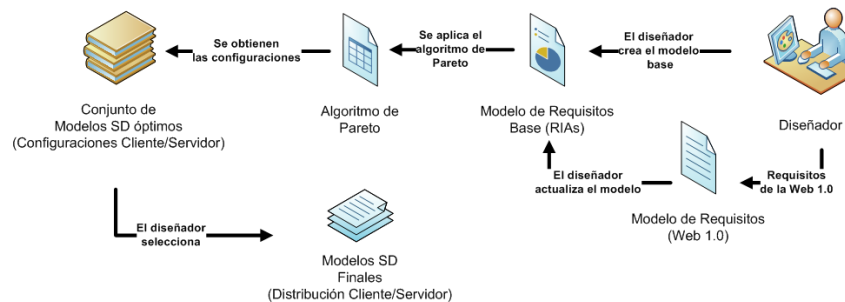 Se obtienen
las configuraciones
Se aplica el
algoritmo de
Pareto
El diseñador
crea el modelo
base
Conjunto de
Modelos SD óptimos
(Configuraciones Cliente/Servidor)
Algoritmo de
Pareto
Modelo de Requisitos
Base (RIAs)
Diseñador
El diseñador
actualiza el modelo
Requisitos
de la Web 1.0
Modelo de Requisitos
(Web 1.0)
El diseñador
selecciona
Modelos SD
Finales
(Distribución Cliente/Servidor)